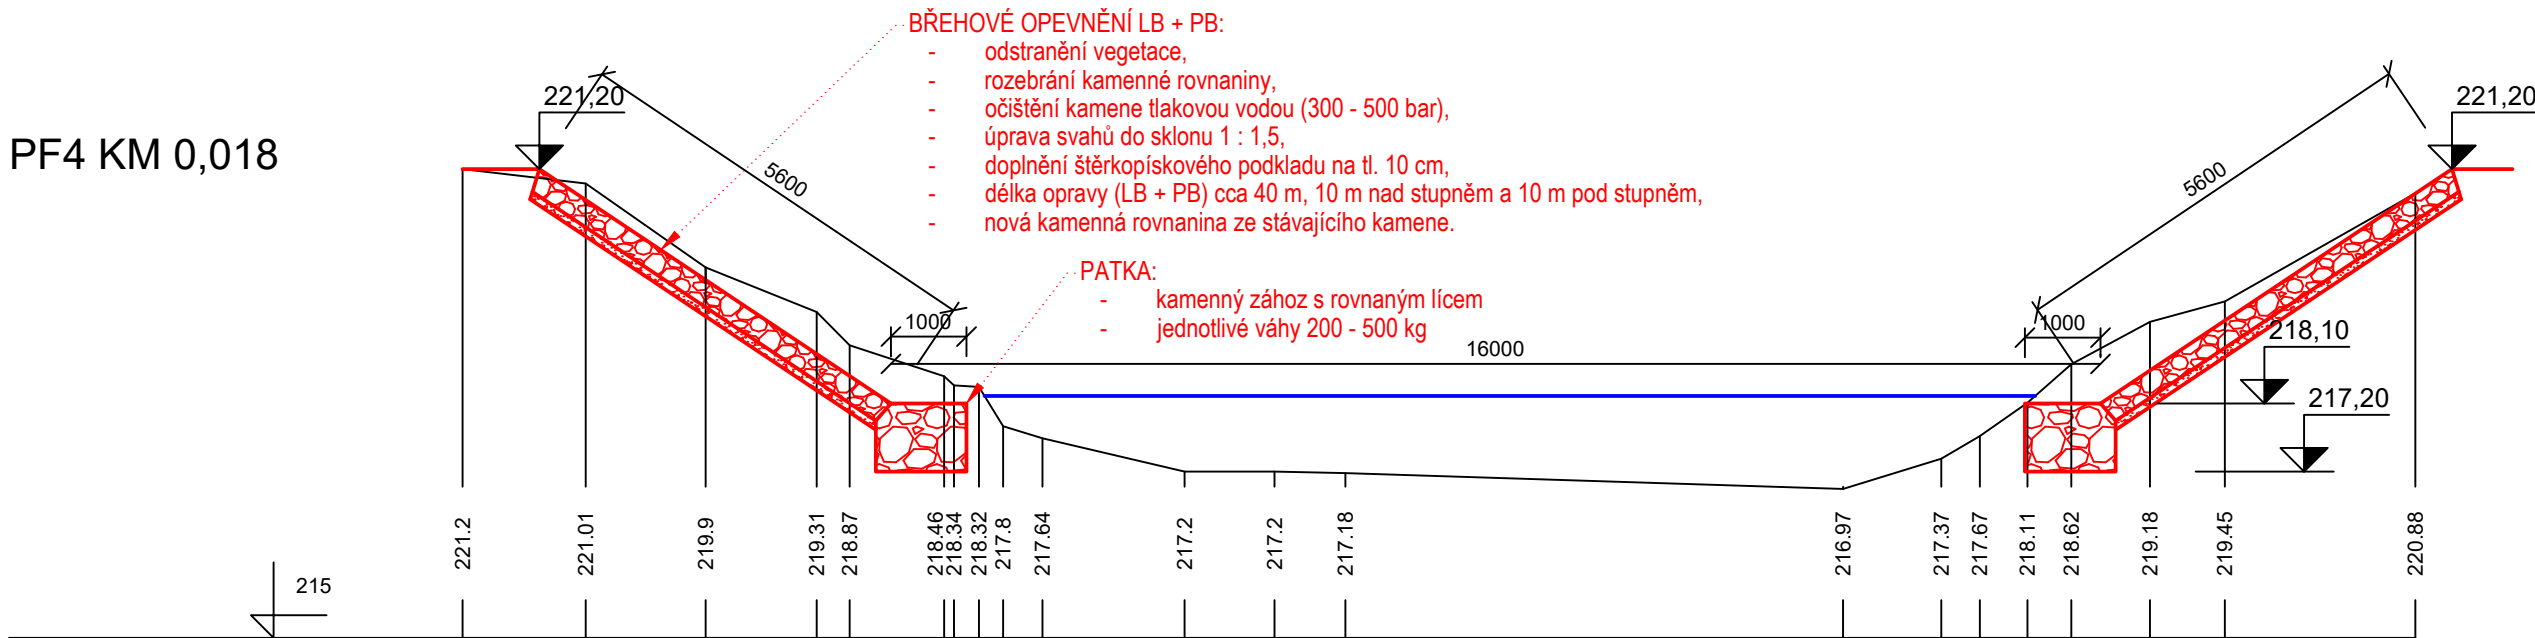 BŘEHOVÉ OPEVNĚNÍ LB + PB:
- odstranění vegetace,
- rozebrání kamenné rovnaniny,
- očištění kamene tlakovou vodou (300 - 500 bar),
- úprava svahů do sklonu 1 : 1,5,
- doplnění štěrkopískového podkladu na tl. 10 cm,
- délka opravy (LB + PB) cca 40 m, 10 m nad stupněm a 10 m pod stupněm,
- nová kamenná rovnanina ze stávajícího kamene.
221,20
221,20
PF4 KM 0,018
5600
5600
PATKA:
- kamenný zához s rovnaným lícem
- jednotlivé váhy 200 - 500 kg
1000
1000
16000
218,10
217,20
221.2
221.01
219.9
219.31
218.87
218.46
218.34
218.32
217.8
217.64
217.2
217.2
217.18
216.97
217.37
217.67
218.11
218.62
219.18
219.45
220.88
215